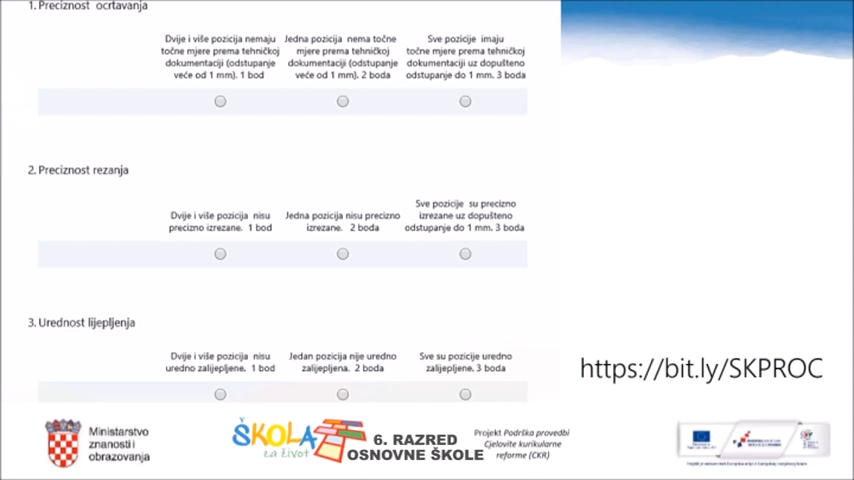 1. Preciznost ocrtavanja
Dvije i više pozicija nemaju
točne mjere prema tehničkoj
dokumentaciji (odstupanje
veće od 1 mm). 1 bod
Jedna pozicija nema točne
mjere prema tehničkoj
dokumentaciji (odstupanje
veće od 1 mm). 2 boda
Sve pozicije imaju
točne mjere prema tehničkoj
dokumentaciji uz dopušteno
odstupanje do 1 mm. 3 boda
2. Preciznost rezanja
Dvije i više pozicija nisu
precizno izrezane. 1 bod
Jedna pozicija nisu precizno
izrezane. 2 boda
Sve pozicije su precizno
izrezane uz dopušteno
odstupanje do 1 mm. 3 boda
3. Urednost lijepljenja
Dvije i više pozicija nisu
uredno zalijepljene. 1 bod
Jedan pozicija nije uredno
zalijepljena. 2 boda
Sve su pozicije uredno
zalijepljene. 3 boda
https://bit.ly/SKPROC
Ministarstvo
znanosti i
obrazovanja
ŠKOLA
za život
6. RAZRED
OSNOVNE ŠKOLE
Projekt Podrška provedbi
Cjelovite kurikularne
reforme (CKR)